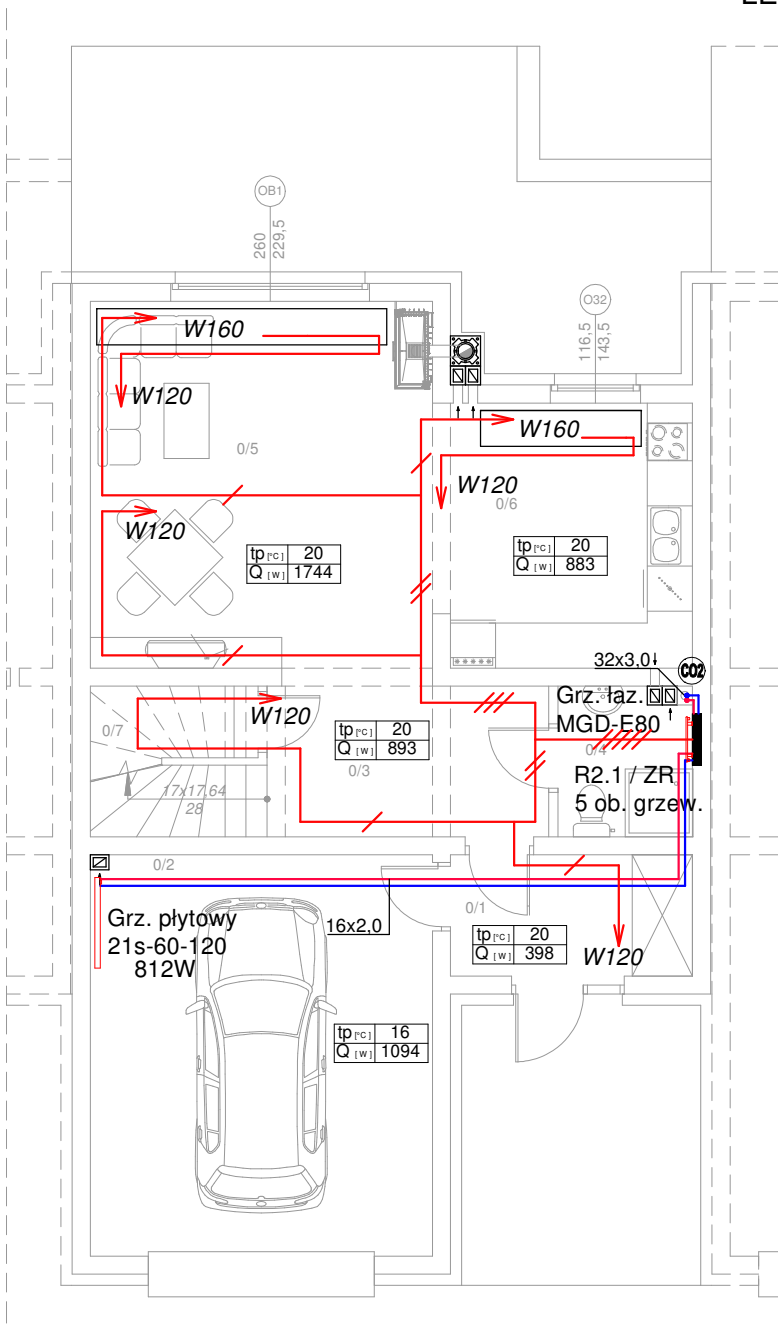 OB1
260
229,5
O32
116,5
143,5
W160
W120
0/5
W160
W120
0/6
W120
tp [°C] 20
Q [W] 1744
tp [°C] 20
Q [W] 883
32x3,0
CO2
Grz. łaz.
MGD-E80
0/4
W120
0/7
tp [°C] 20
Q [W] 893
0/3
R2.1 / ZR
5 ob. grzew.
17x17,64
28
0/2
0/1
Grz. płytowy
21s-60-120
812W
16x2,0
tp [°C] 20
Q [W] 398
W120
tp [°C] 16
Q [W] 1094